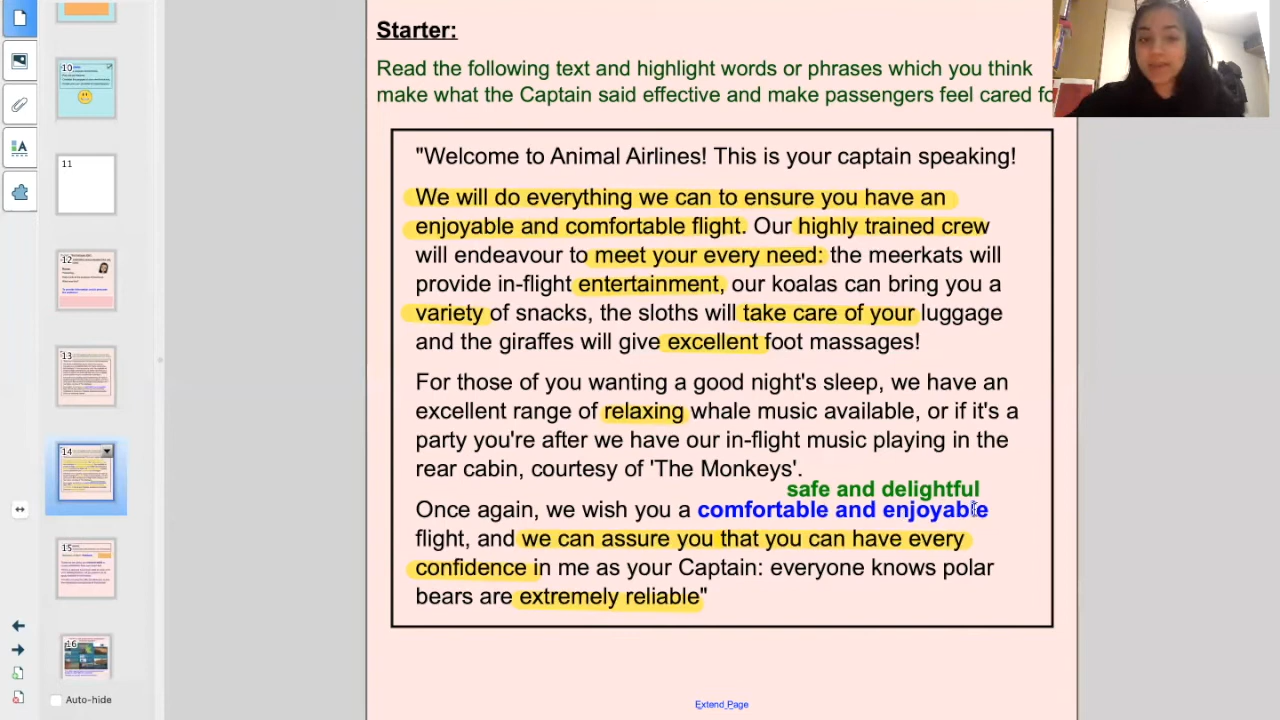 Starter:
Read the following text and highlight words or phrases which you think
make what the Captain said effective and make passengers feel cared fo
"Welcome to Animal Airlines! This is your captain speaking!
We will do everything we can to ensure you have an
enjoyable and comfortable flight. Our highly trained crew
will endeavour to meet your every need: the meerkats will
provide in-flight entertainment, our koalas can bring you a
variety of snacks, the sloths will take care of your luggage
and the giraffes will give excellent foot massages!
For those of you wanting a good night's sleep, we have an
excellent range of relaxing whale music available, or if it's a
party you're after we have our in-flight music playing in the
rear cabin, courtesy of 'The Monkeys'.
safe and delightful
Once again, we wish you a comfortable and enjoyable
flight, and we can assure you that you can have every
confidence in me as your Captain: everyone knows polar
bears are extremely reliable"
Extend Page
10
11
12
13
14
15
16
Auto-hide